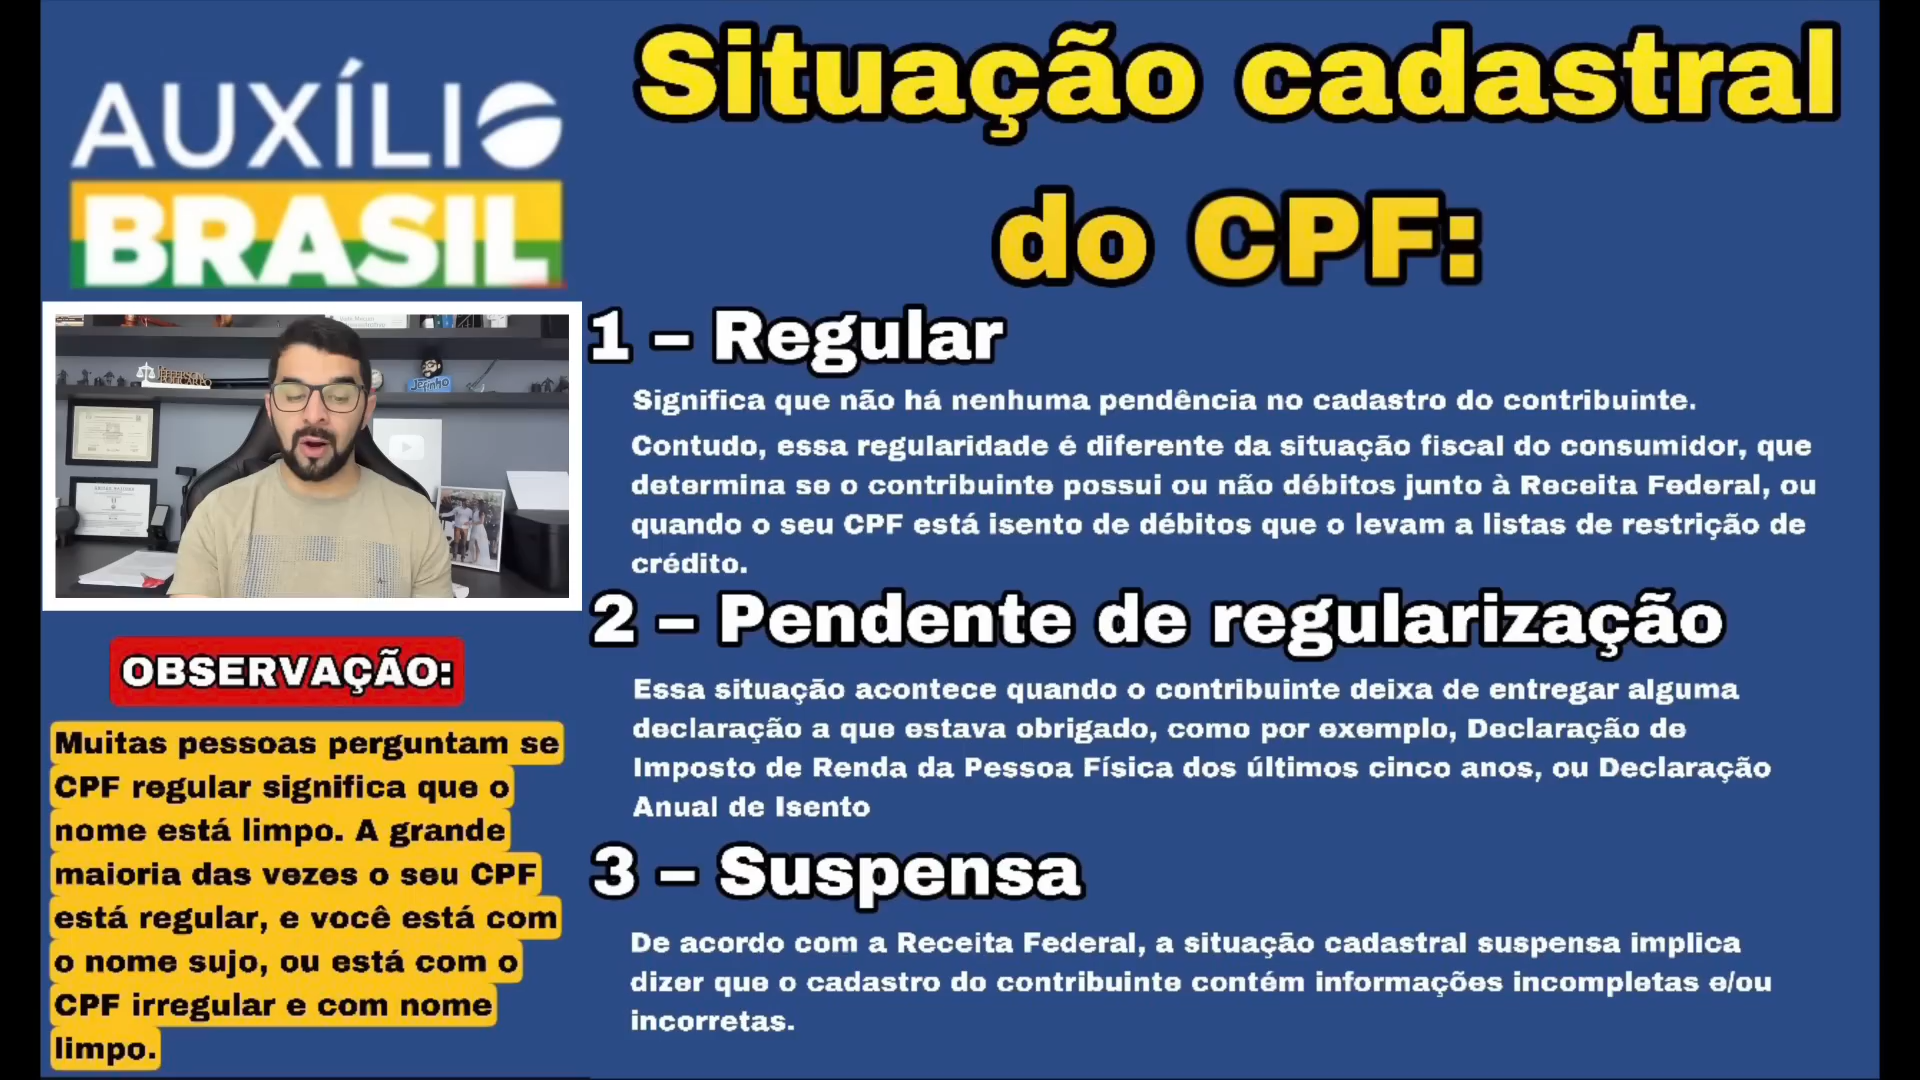 AUXÍLIO
BRASIL
Situação cadastral
do CPF:
1 – Regular
Significa que não há nenhuma pendência no cadastro do contribuinte.
Contudo, essa regularidade é diferente da situação fiscal do consumidor, que
determina se o contribuinte possui ou não débitos junto à Receita Federal, ou
quando o seu CPF está isento de débitos que o levam a listas de restrição de
crédito.
2 – Pendente de regularização
Essa situação acontece quando o contribuinte deixa de entregar alguma
declaração a que estava obrigado, como por exemplo, Declaração de
Imposto de Renda da Pessoa Física dos últimos cinco anos, ou Declaração
Anual de Isento
3 – Suspensa
De acordo com a Receita Federal, a situação cadastral suspensa implica
dizer que o cadastro do contribuinte contém informações incompletas e/ou
incorretas.
Jefinho
OBSERVAÇÃO:
Muitas pessoas perguntam se
CPF regular significa que o
nome está limpo. A grande
maioria das vezes o seu CPF
está regular, e você está com
o nome sujo, ou está com o
CPF irregular e com nome
limpo.